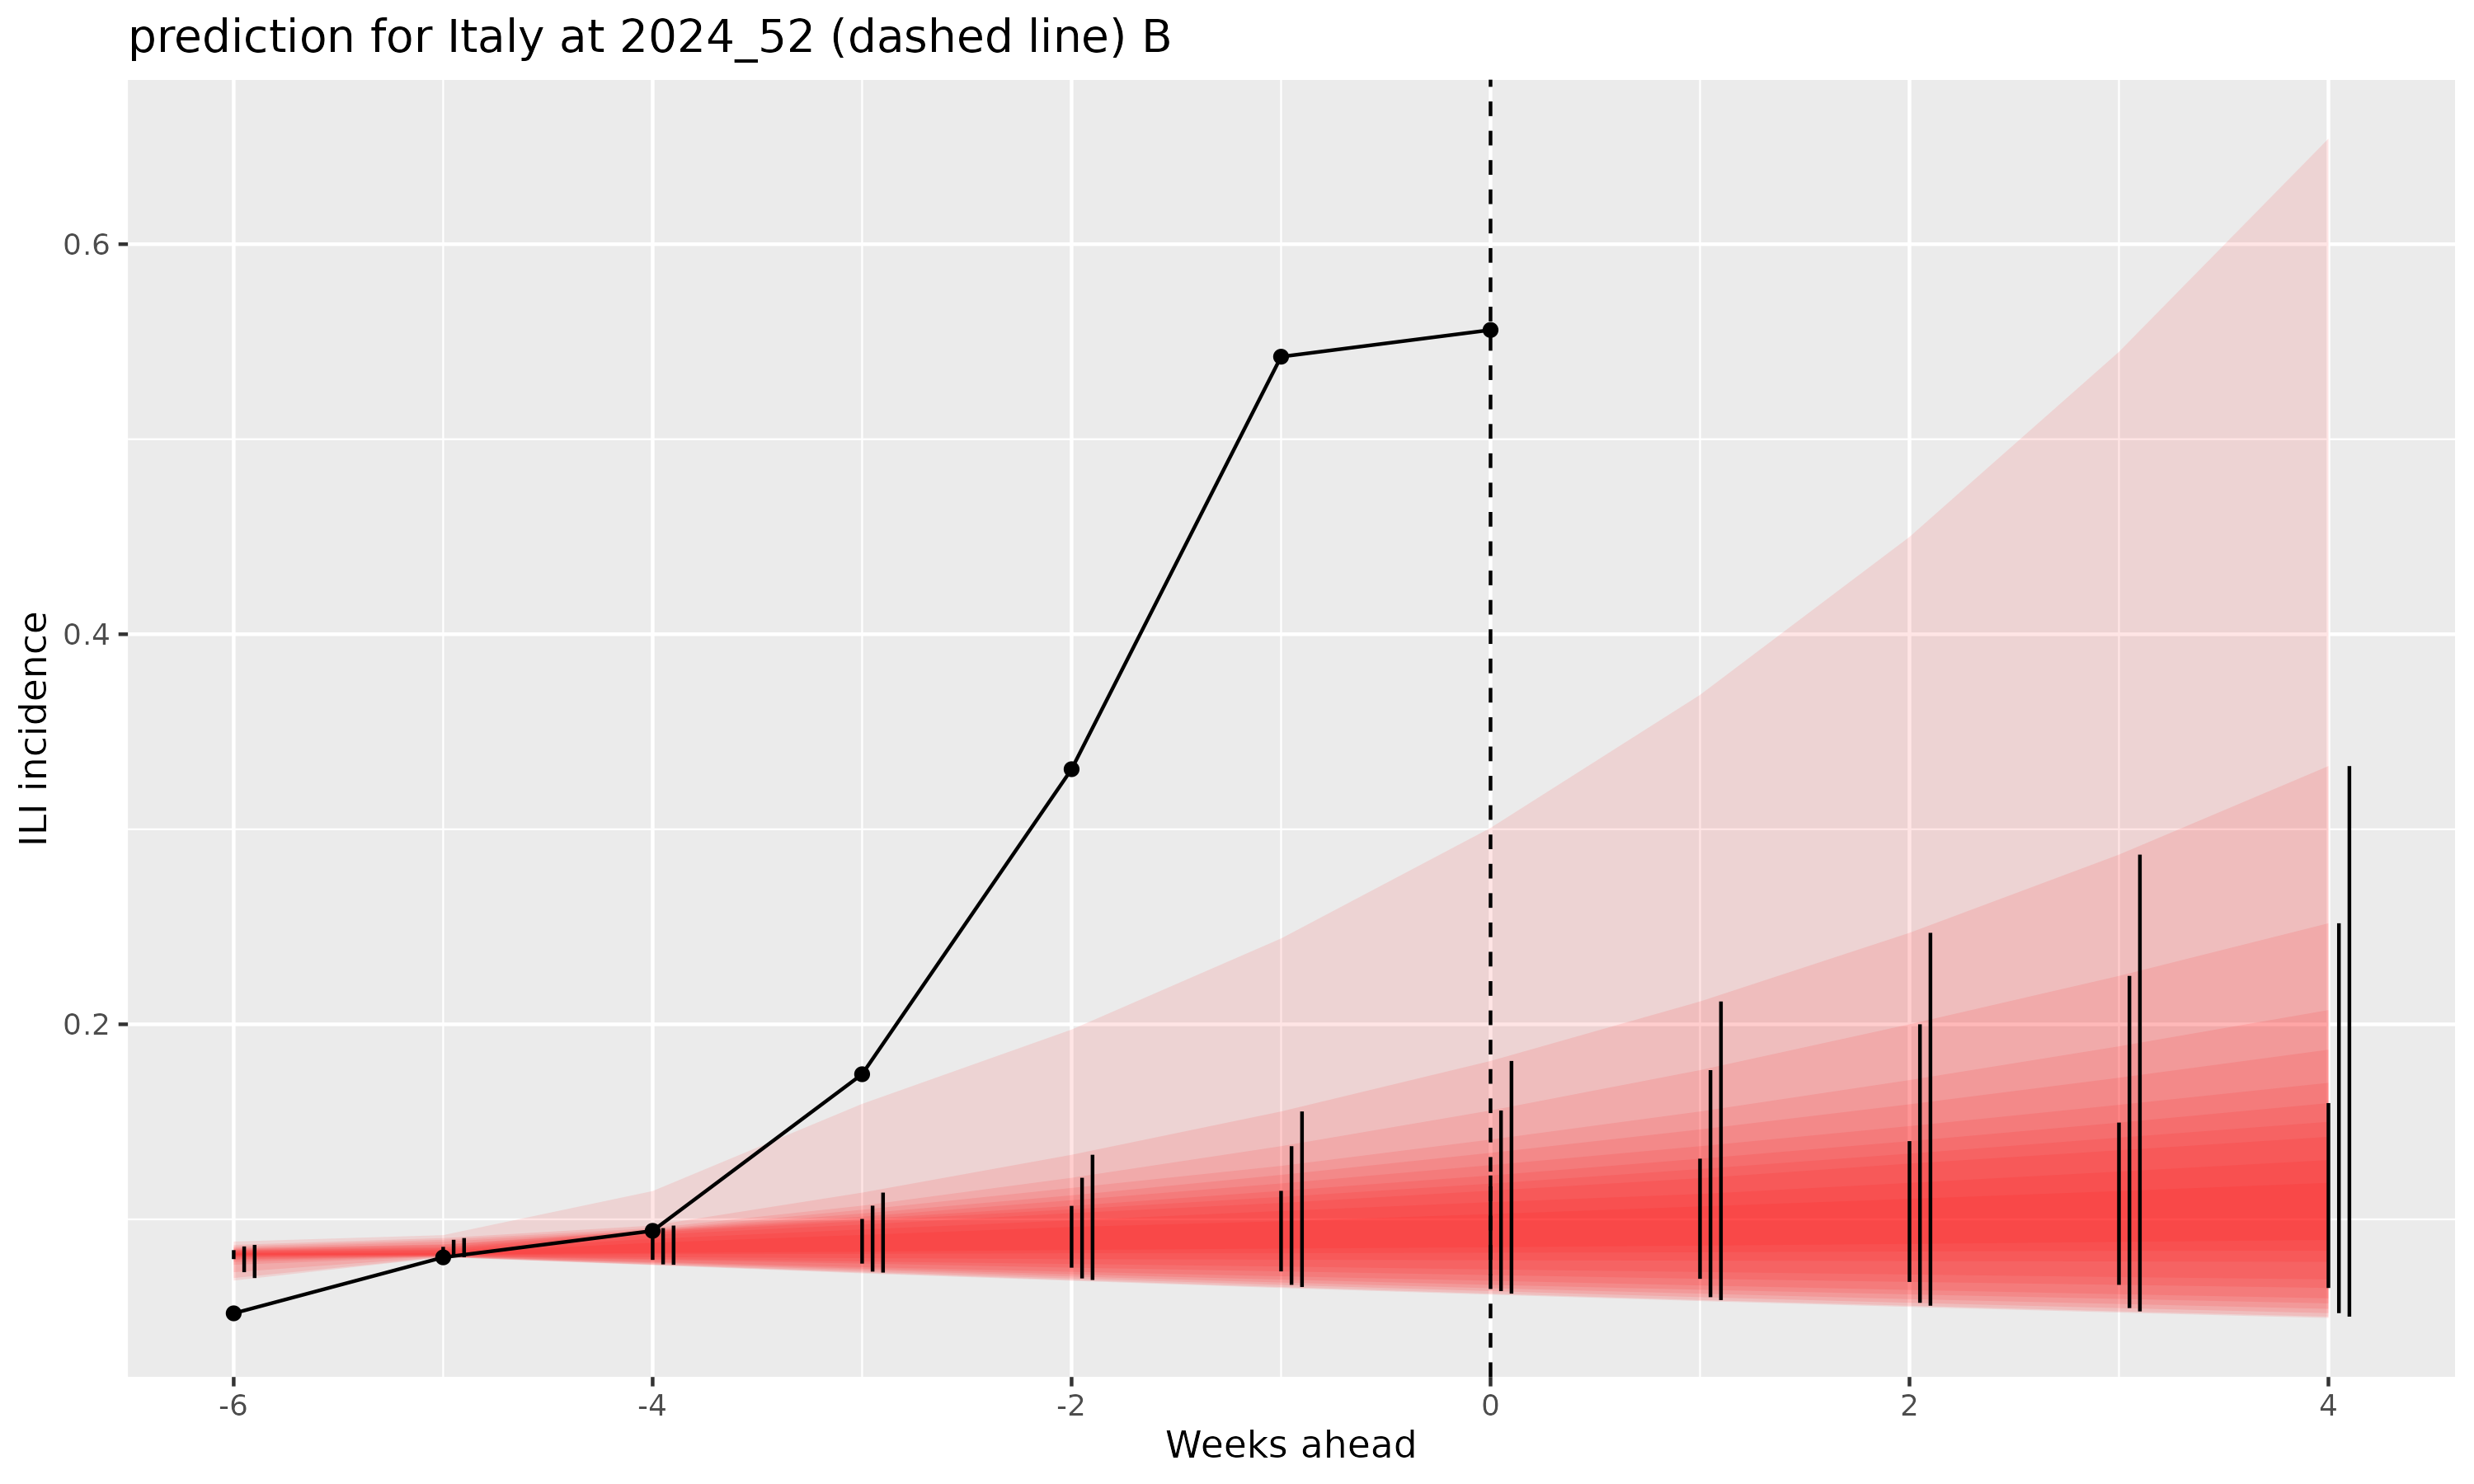 prediction for Italy at 2024_52 (dashed line) B
ILI incidence
0.6
0.4
0.2
-6 -4 -2 0 2 4
Weeks ahead